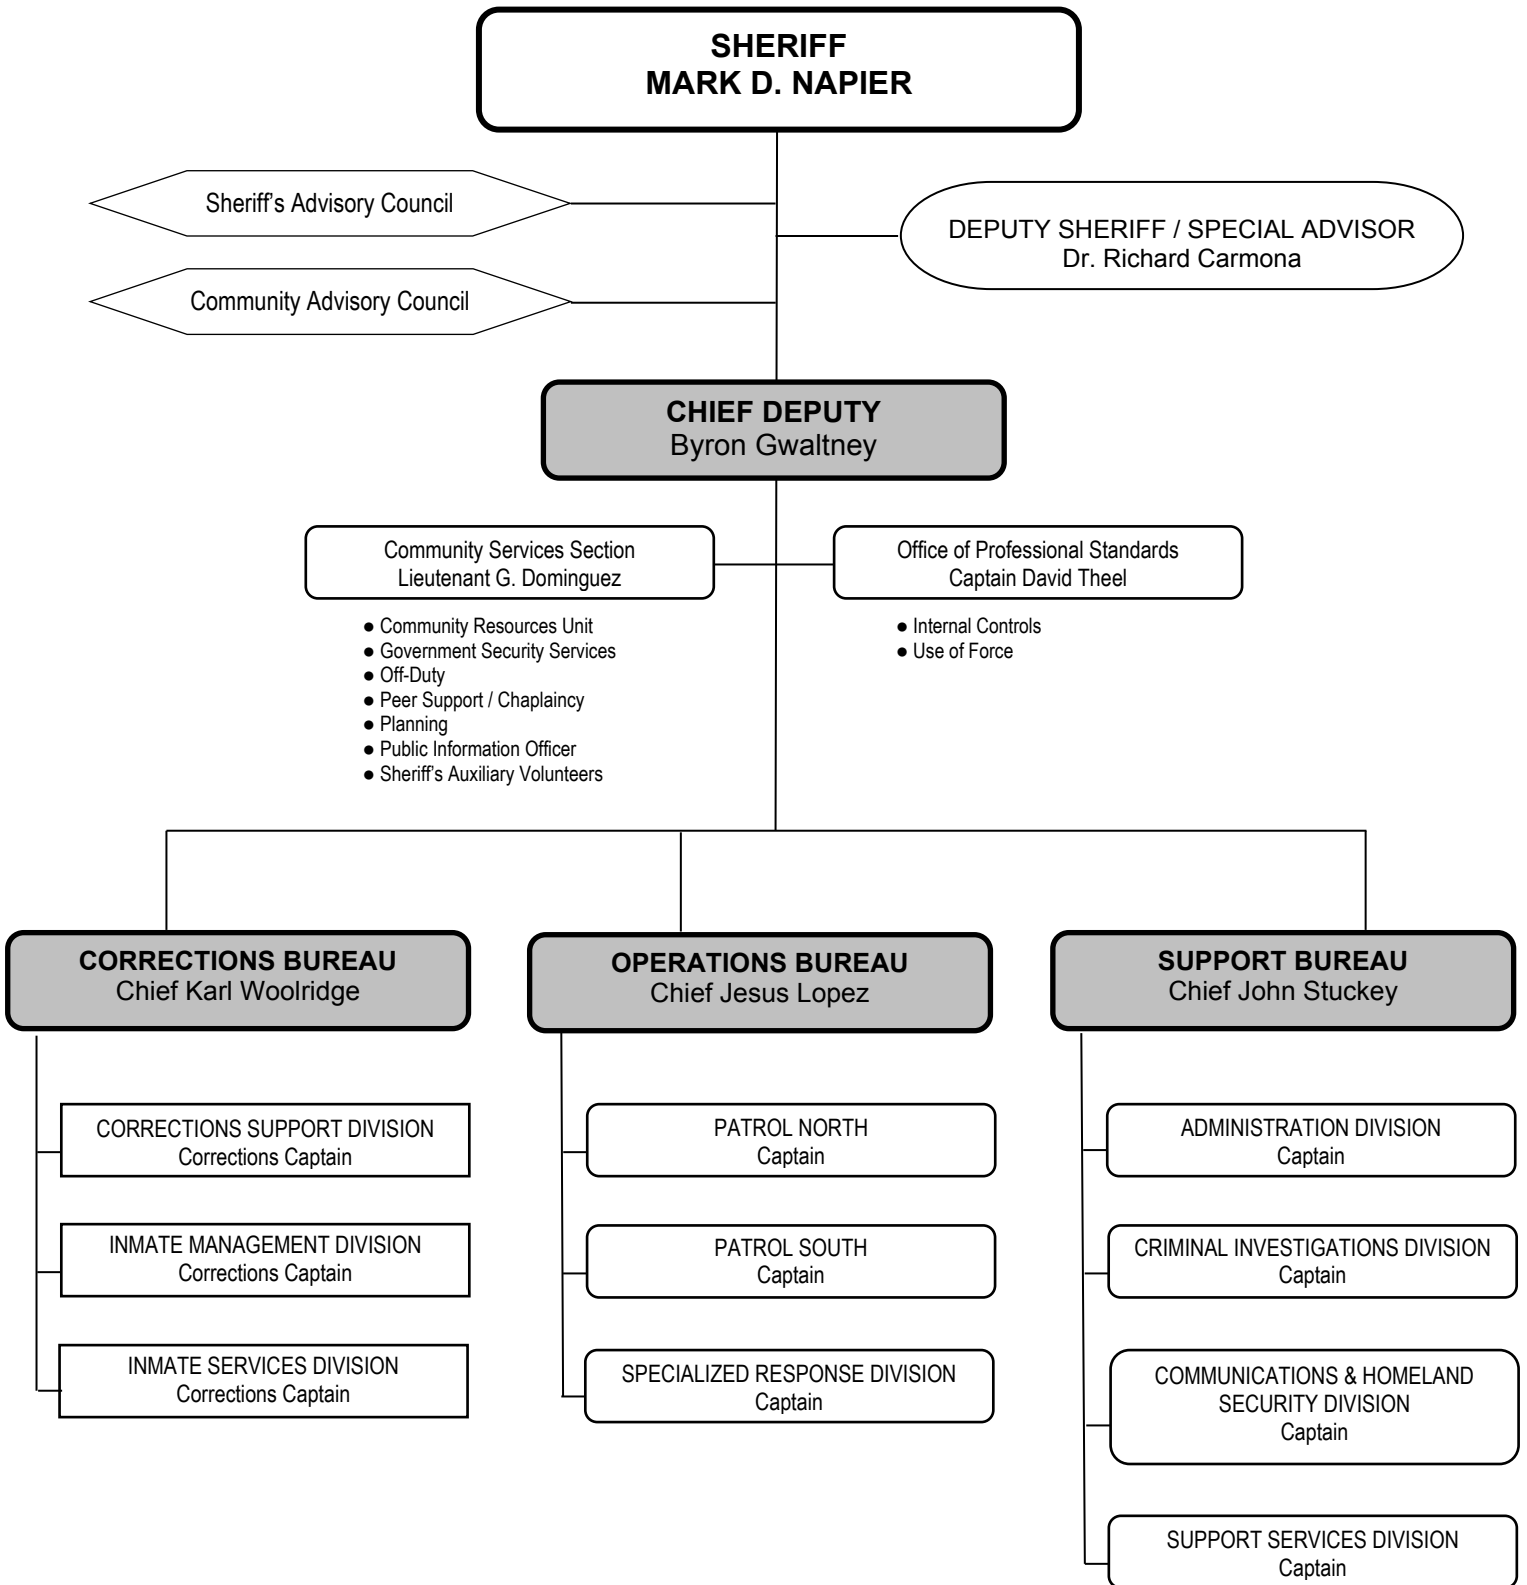 SHERIFF
MARK D. NAPIER
Sheriff's Advisory Council
DEPUTY SHERIFF / SPECIAL ADVISOR
Dr. Richard Carmona
Community Advisory Council
CHIEF DEPUTY
Byron Gwaltney
Community Services Section
Lieutenant G. Dominguez
● Community Resources Unit
● Government Security Services
● Off-Duty
● Peer Support / Chaplaincy
● Planning
● Public Information Officer
● Sheriff's Auxiliary Volunteers
Office of Professional Standards
Captain David Theel
● Internal Controls
● Use of Force
CORRECTIONS BUREAU
Chief Karl Woolridge
CORRECTIONS SUPPORT DIVISION
Corrections Captain
INMATE MANAGEMENT DIVISION
Corrections Captain
INMATE SERVICES DIVISION
Corrections Captain
OPERATIONS BUREAU
Chief Jesus Lopez
PATROL NORTH
Captain
PATROL SOUTH
Captain
SPECIALIZED RESPONSE DIVISION
Captain
SUPPORT BUREAU
Chief John Stuckey
ADMINISTRATION DIVISION
Captain
CRIMINAL INVESTIGATIONS DIVISION
Captain
COMMUNICATIONS & HOMELAND
SECURITY DIVISION
Captain
SUPPORT SERVICES DIVISION
Captain